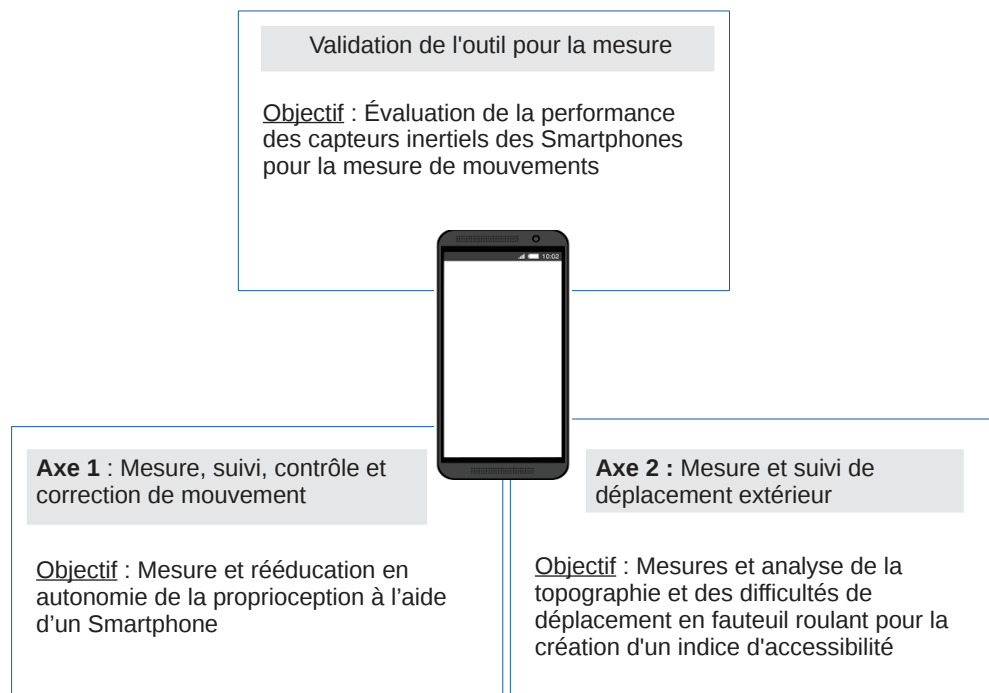 Validation de l'outil pour la mesure
Objectif : Évaluation de la performance
des capteurs inertiels des Smartphones
pour la mesure de mouvements
10:02
Axe 1 : Mesure, suivi, contrôle et
correction de mouvement
Objectif : Mesure et rééducation en
autonomie de la proprioception à l’aide
d’un Smartphone
Axe 2 : Mesure et suivi de
déplacement extérieur
Objectif : Mesures et analyse de la
topographie et des difficultés de
déplacement en fauteuil roulant pour la
création d'un indice d'accessibilité